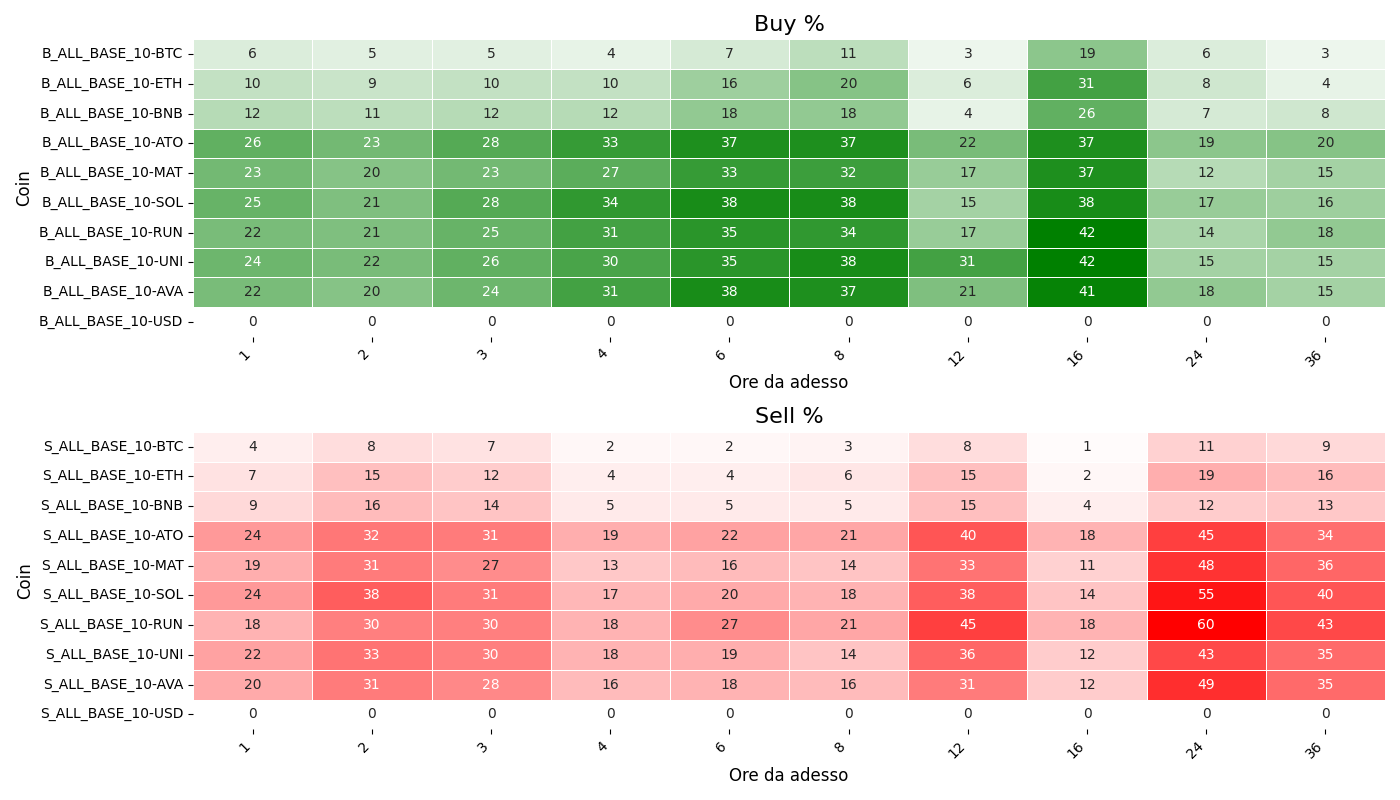 Buy %
Coin
B_ALL_BASE_10-BTC 6 5 5 4 7 11 3 19 6 3
B_ALL_BASE_10-ETH 10 9 10 10 16 20 6 31 8 4
B_ALL_BASE_10-BNB 12 11 12 12 18 18 4 26 7 8
B_ALL_BASE_10-ATO 26 23 28 33 37 37 22 37 19 20
B_ALL_BASE_10-MAT 23 20 23 27 33 32 17 37 12 15
B_ALL_BASE_10-SOL 25 21 28 34 38 38 15 38 17 16
B_ALL_BASE_10-RUN 22 21 25 31 35 34 17 42 14 18
B_ALL_BASE_10-UNI 24 22 26 30 35 38 31 42 15 15
B_ALL_BASE_10-AVA 22 20 24 31 38 37 21 41 18 15
B_ALL_BASE_10-USD 0 0 0 0 0 0 0 0 0 0
1 2 3 4 6 8 12 16 24 36
Ore da adesso
Sell %
Coin
S_ALL_BASE_10-BTC 4 8 7 2 2 3 8 1 11 9
S_ALL_BASE_10-ETH 7 15 12 4 4 6 15 2 19 16
S_ALL_BASE_10-BNB 9 16 14 5 5 5 15 4 12 13
S_ALL_BASE_10-ATO 24 32 31 19 22 21 40 18 45 34
S_ALL_BASE_10-MAT 19 31 27 13 16 14 33 11 48 36
S_ALL_BASE_10-SOL 24 38 31 17 20 18 38 14 55 40
S_ALL_BASE_10-RUN 18 30 30 18 27 21 45 18 60 43
S_ALL_BASE_10-UNI 22 33 30 18 19 14 36 12 43 35
S_ALL_BASE_10-AVA 20 31 28 16 18 16 31 12 49 35
S_ALL_BASE_10-USD 0 0 0 0 0 0 0 0 0 0
1 2 3 4 6 8 12 16 24 36
Ore da adesso